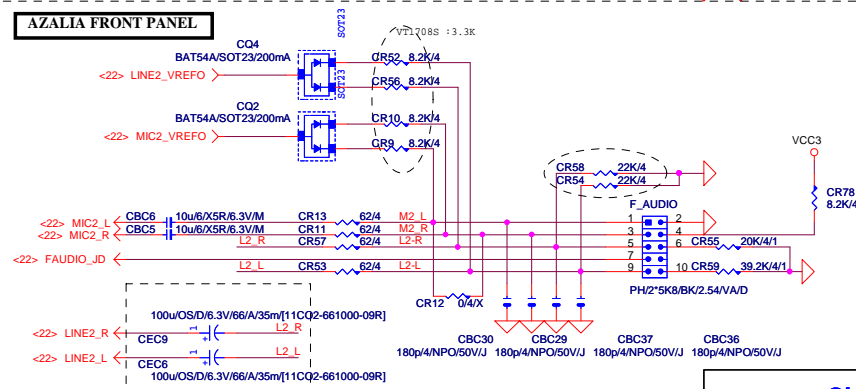 AZALIA FRONT PANEL
SOT23
VT1708S :3.3K
CQ4
BAT54A/SOT23/200mA
CR52 8.2K/4
<22> LINE2_VREFO
SOT23
CR56 8.2K/4
CQ2
BAT54A/SOT23/200mA
CR10 8.2K/4
<22> MIC2_VREFO
CR9 8.2K/4
VCC3
CR58 22K/4
CR54 22K/4
CR78
8.2K/4
F_AUDIO
<22> MIC2_L CBC6 10u/6/X5R/6.3V/M CR13 62/4 M2_L 1 2
<22> MIC2_R CBC5 10u/6/X5R/6.3V/M CR11 62/4 M2_R 3 4
L2_R CR57 62/4 L2-R 5 6 CR55 20K/4/1
<22> FAUDIO_JD 7
L2_L CR53 62/4 L2-L 9 10 CR59 39.2K/4/1
PH/2*5K8/BK/2.54/VA/D
CR12 0/4/X
100u/OS/D/6.3V/66/A/35m/[11CO2-661000-09R]
<22> LINE2_R 1 + L2_R
CEC9
<22> LINE2_L 1 + L2_L
CEC6
100u/OS/D/6.3V/66/A/35m/[11CO2-661000-09R]
CBC30 CBC29 CBC37 CBC36
180p/4/NPO/50V/J 180p/4/NPO/50V/J 180p/4/NPO/50V/J 180p/4/NPO/50V/J